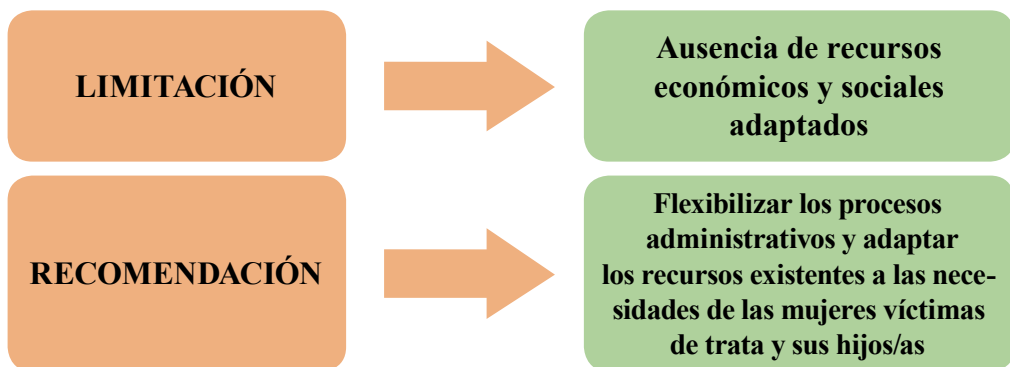 LIMITACIÓN
Ausencia de recursos
económicos y sociales
adaptados
RECOMENDACIÓN
Flexibilizar los procesos
administrativos y adaptar
los recursos existentes a las nece-
sidades de las mujeres víctimas
de trata y sus hijos/as